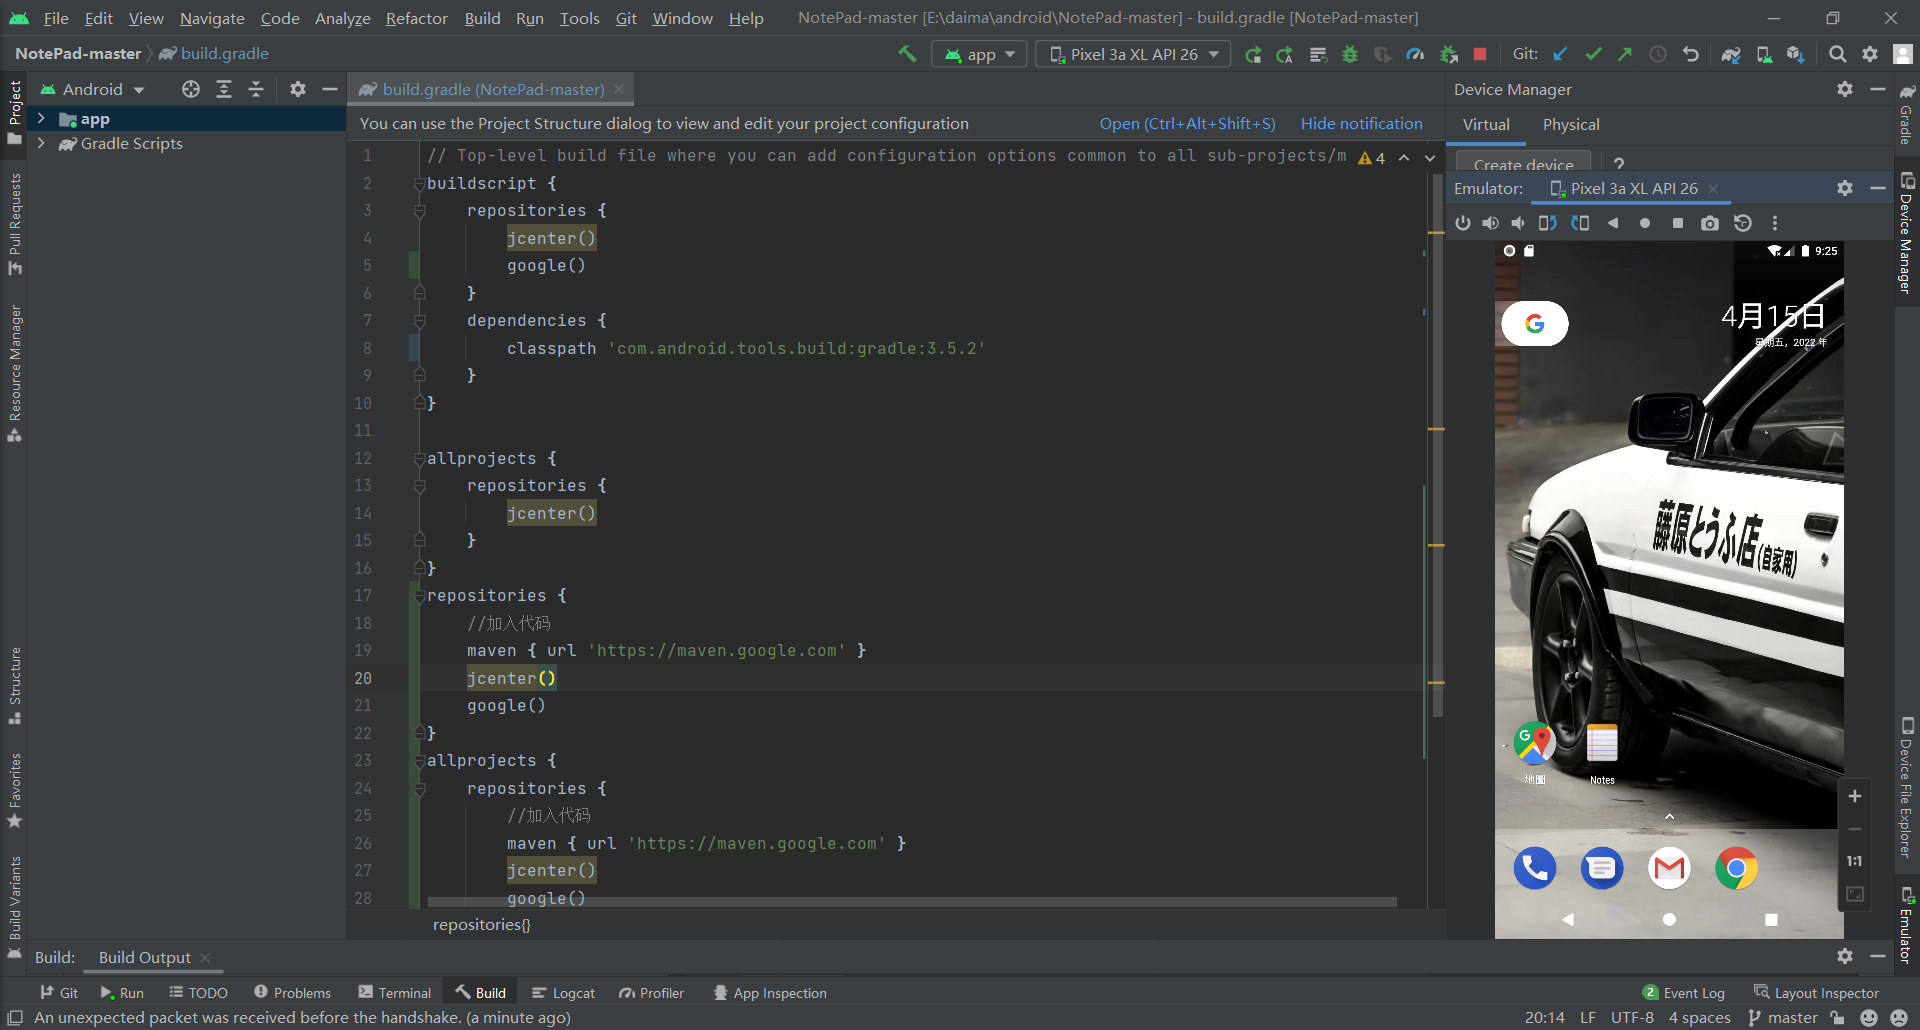 File Edit View Navigate Code Analyze Refactor Build Run Tools Git Window Help NotePad-master [E:\daima\android\NotePad-master] - build.gradle [NotePad-master]
NotePad-master build.gradle app Pixel 3a XL API 26 Git:
Android
build.gradle (NotePad-master)
Device Manager
app
Gradle Scripts
You can use the Project Structure dialog to view and edit your project configuration Open (Ctrl+Alt+Shift+S) Hide notification
Virtual Physical
Create device ?
Emulator: Pixel 3a XL API 26
1 // Top-level build file where you can add configuration options common to all sub-projects/m 4
2 buildscript {
3 repositories {
4 jcenter()
5 google()
6 }
7 dependencies {
8 classpath 'com.android.tools.build:gradle:3.5.2'
9 }
10 }
11
12 allprojects {
13 repositories {
14 jcenter()
15 }
16 }
17 repositories {
18 //加入代码
19 maven { url 'https://maven.google.com' }
20 jcenter()
21 google()
22 }
23 allprojects {
24 repositories {
25 //加入代码
26 maven { url 'https://maven.google.com' }
27 jcenter()
28 google()
repositories{}
9:25
4月15日
星期五，2022 年
藤原とうふ店(自家用)
地圖 Notes
1:1
Project
Pull Requests
Resource Manager
Structure
Favorites
Build Variants
Gradle
Device Manager
Device File Explorer
Emulator
Build: Build Output
Git Run TODO Problems Terminal Build Logcat Profiler App Inspection 2 Event Log Layout Inspector
An unexpected packet was received before the handshake. (a minute ago) 20:14 LF UTF-8 4 spaces master